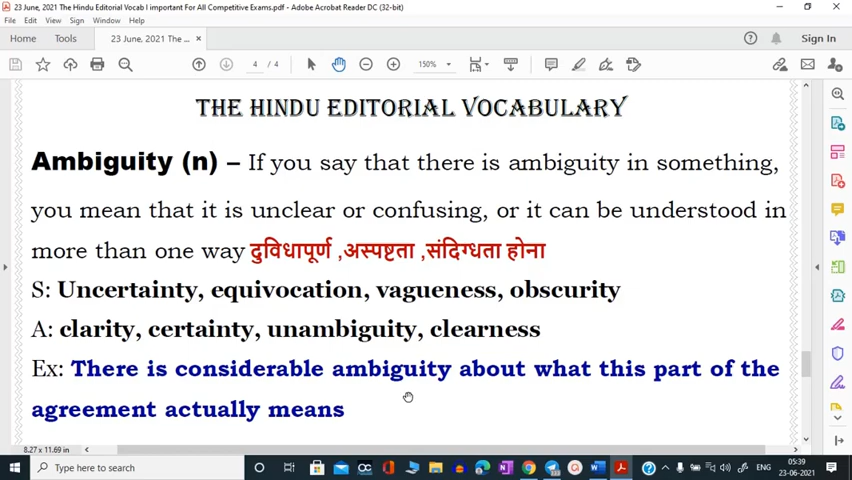 23 June, 2021 The Hindu Editorial Vocab I important For All Competitive Exams.pdf - Adobe Acrobat Reader DC (32-bit)
File Edit View Sign Window Help
Home Tools 23 June, 2021 The ... × Sign In
4 / 4 150%
THE HINDU EDITORIAL VOCABULARY
Ambiguity (n) – If you say that there is ambiguity in something,
you mean that it is unclear or confusing, or it can be understood in
more than one way दुविधापूर्ण ,अस्पष्टता ,संदिग्धता होना
S: Uncertainty, equivocation, vagueness, obscurity
A: clarity, certainty, unambiguity, clearness
Ex: There is considerable ambiguity about what this part of the
agreement actually means
8.27 x 11.69 in
Type here to search
ENG
05:39
23-06-2021